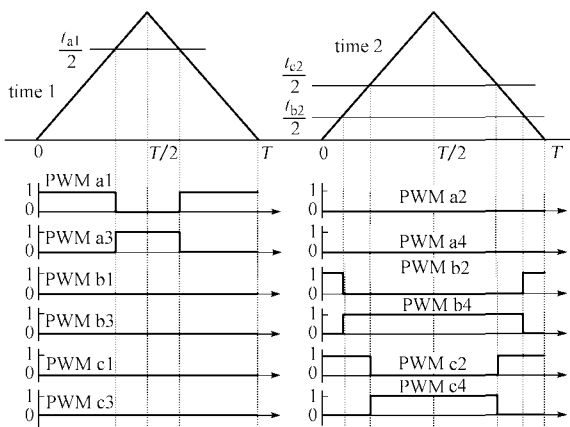 t_a1/2
time 1
0 T/2 T
PWM a1
1
0
PWM a3
1
0
PWM b1
1
0
PWM b3
1
0
PWM c1
1
0
PWM c3
1
0
time 2
t_c2/2
t_b2/2
0 T/2 T
PWM a2
1
0
PWM a4
1
0
PWM b2
1
0
PWM b4
1
0
PWM c2
1
0
PWM c4
1
0